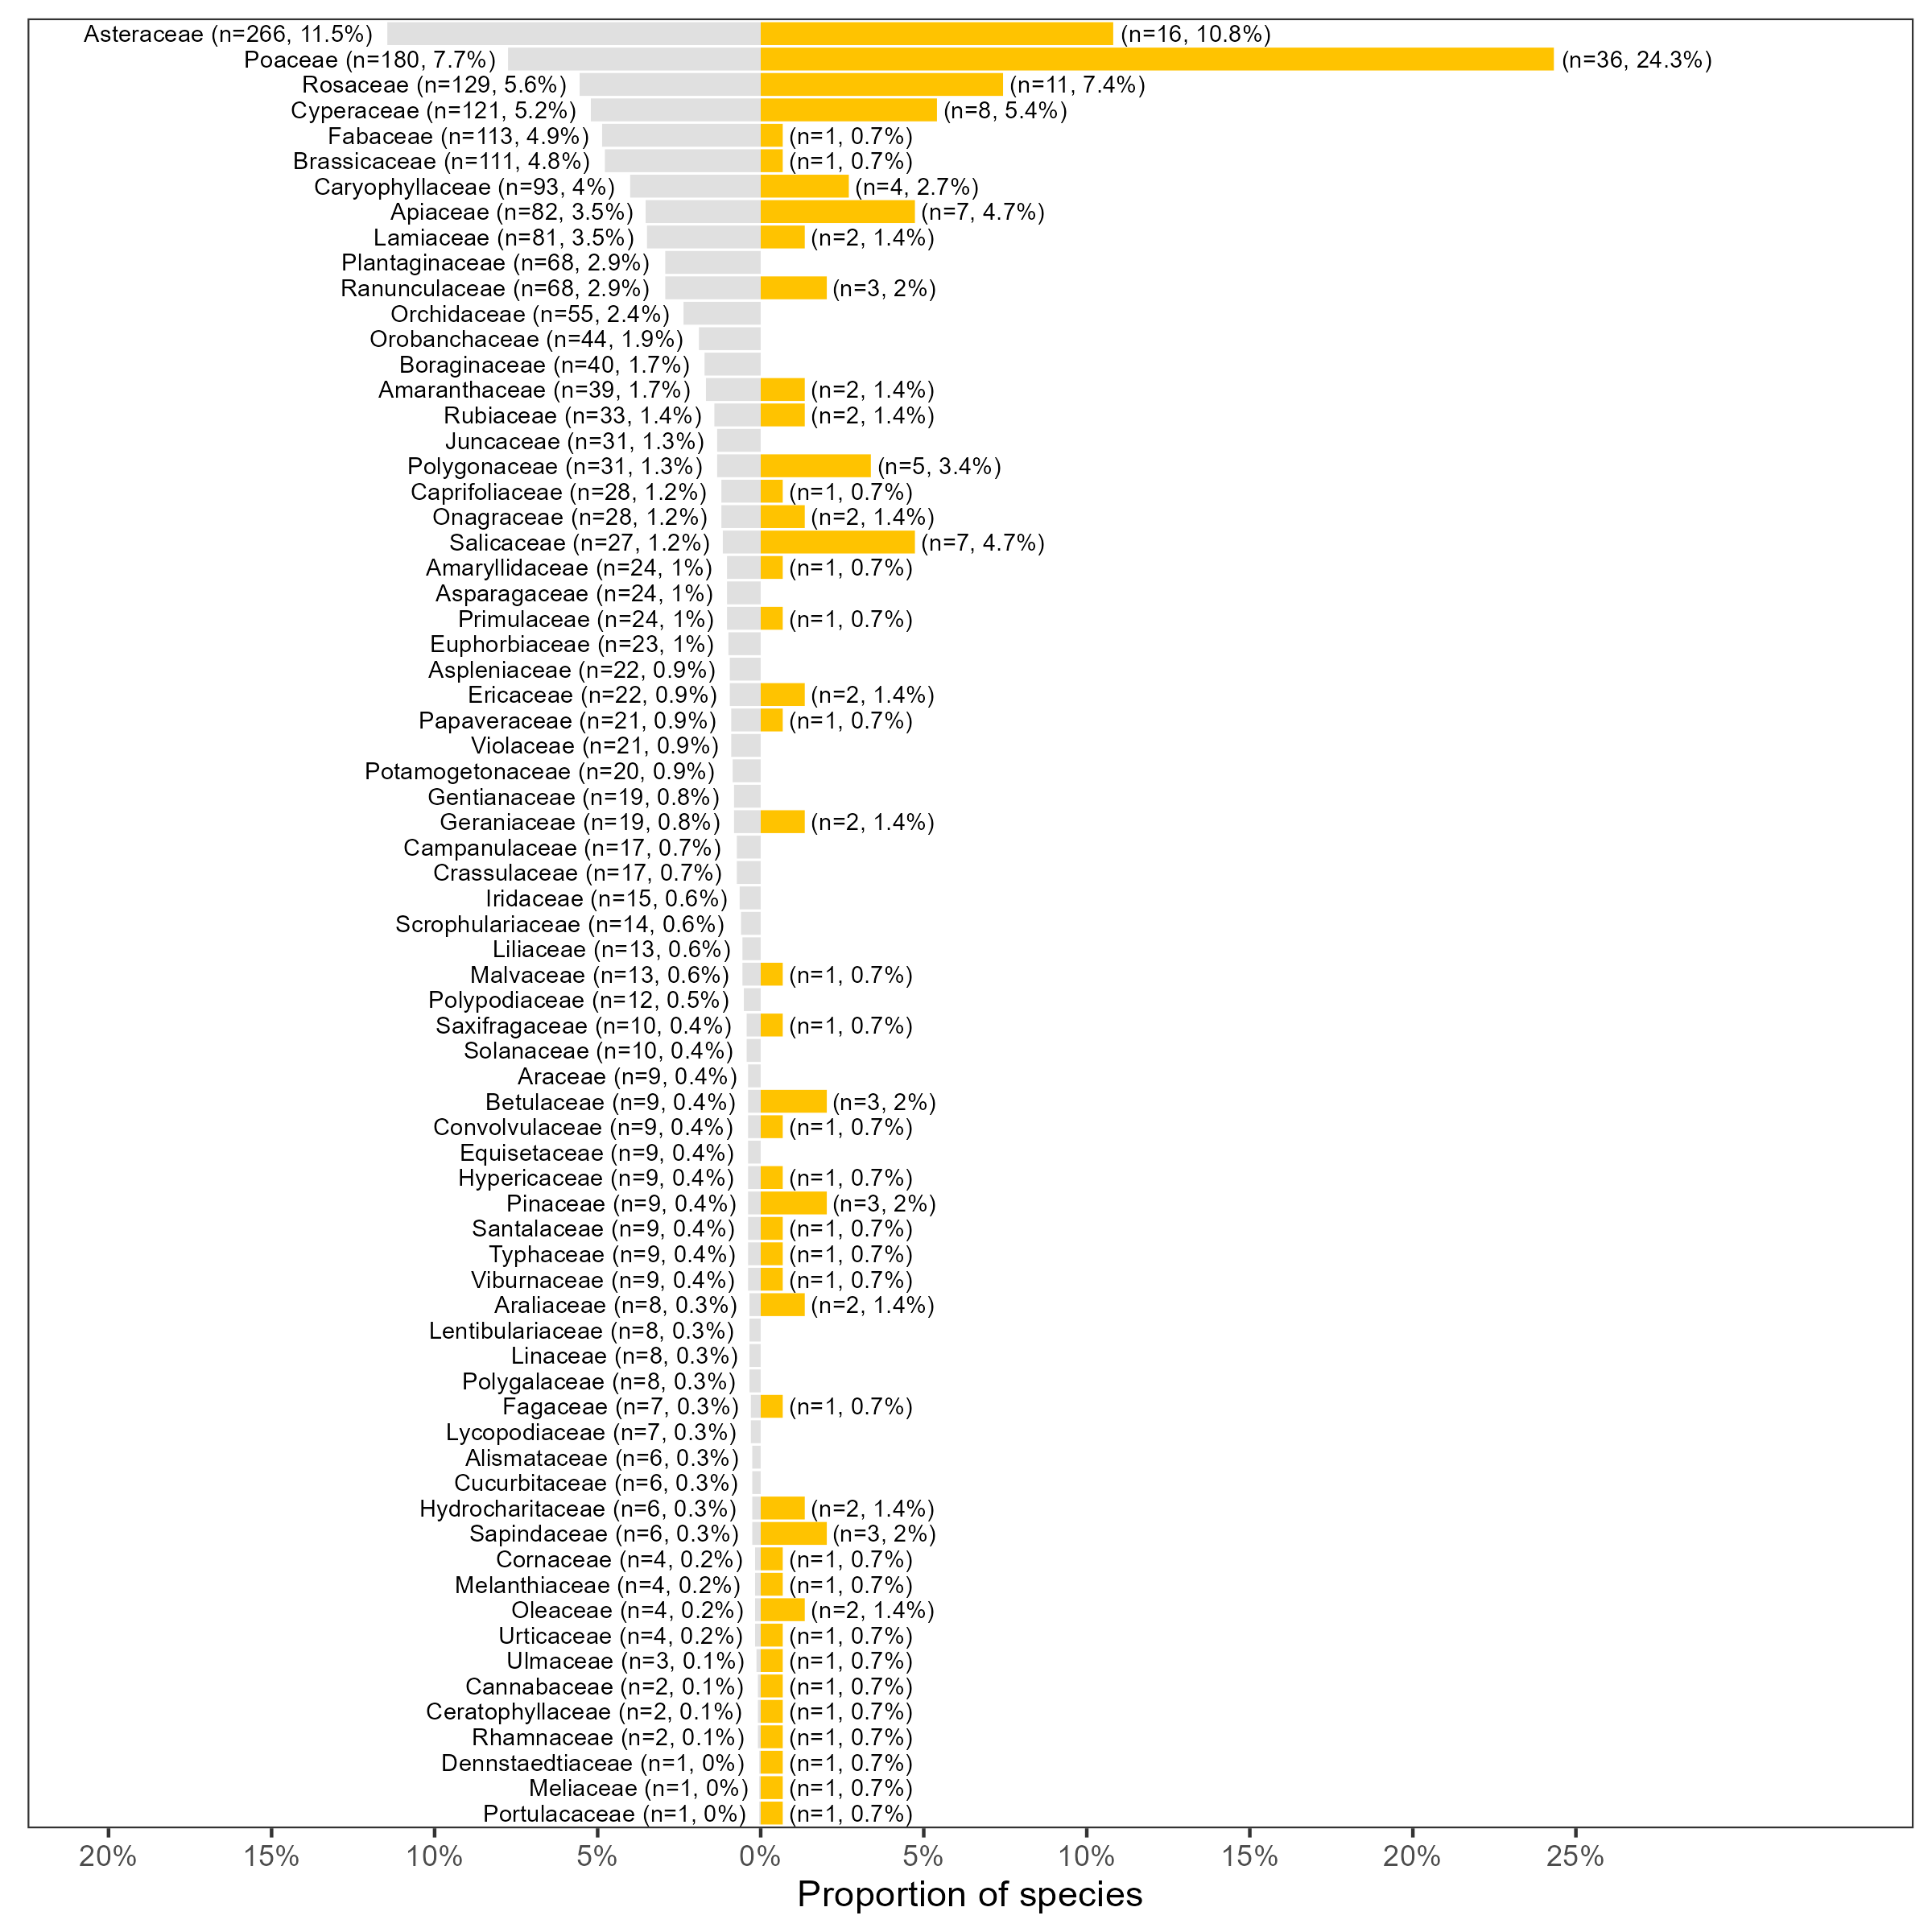 Asteraceae (n=266, 11.5%) (n=16, 10.8%)
Poaceae (n=180, 7.7%) (n=36, 24.3%)
Rosaceae (n=129, 5.6%) (n=11, 7.4%)
Cyperaceae (n=121, 5.2%) (n=8, 5.4%)
Fabaceae (n=113, 4.9%) (n=1, 0.7%)
Brassicaceae (n=111, 4.8%) (n=1, 0.7%)
Caryophyllaceae (n=93, 4%) (n=4, 2.7%)
Apiaceae (n=82, 3.5%) (n=7, 4.7%)
Lamiaceae (n=81, 3.5%) (n=2, 1.4%)
Plantaginaceae (n=68, 2.9%)
Ranunculaceae (n=68, 2.9%) (n=3, 2%)
Orchidaceae (n=55, 2.4%)
Orobanchaceae (n=44, 1.9%)
Boraginaceae (n=40, 1.7%)
Amaranthaceae (n=39, 1.7%) (n=2, 1.4%)
Rubiaceae (n=33, 1.4%) (n=2, 1.4%)
Juncaceae (n=31, 1.3%)
Polygonaceae (n=31, 1.3%) (n=5, 3.4%)
Caprifoliaceae (n=28, 1.2%) (n=1, 0.7%)
Onagraceae (n=28, 1.2%) (n=2, 1.4%)
Salicaceae (n=27, 1.2%) (n=7, 4.7%)
Amaryllidaceae (n=24, 1%) (n=1, 0.7%)
Asparagaceae (n=24, 1%)
Primulaceae (n=24, 1%) (n=1, 0.7%)
Euphorbiaceae (n=23, 1%)
Aspleniaceae (n=22, 0.9%)
Ericaceae (n=22, 0.9%) (n=2, 1.4%)
Papaveraceae (n=21, 0.9%) (n=1, 0.7%)
Violaceae (n=21, 0.9%)
Potamogetonaceae (n=20, 0.9%)
Gentianaceae (n=19, 0.8%)
Geraniaceae (n=19, 0.8%) (n=2, 1.4%)
Campanulaceae (n=17, 0.7%)
Crassulaceae (n=17, 0.7%)
Iridaceae (n=15, 0.6%)
Scrophulariaceae (n=14, 0.6%)
Liliaceae (n=13, 0.6%)
Malvaceae (n=13, 0.6%) (n=1, 0.7%)
Polypodiaceae (n=12, 0.5%)
Saxifragaceae (n=10, 0.4%) (n=1, 0.7%)
Solanaceae (n=10, 0.4%)
Araceae (n=9, 0.4%)
Betulaceae (n=9, 0.4%) (n=3, 2%)
Convolvulaceae (n=9, 0.4%) (n=1, 0.7%)
Equisetaceae (n=9, 0.4%)
Hypericaceae (n=9, 0.4%) (n=1, 0.7%)
Pinaceae (n=9, 0.4%) (n=3, 2%)
Santalaceae (n=9, 0.4%) (n=1, 0.7%)
Typhaceae (n=9, 0.4%) (n=1, 0.7%)
Viburnaceae (n=9, 0.4%) (n=1, 0.7%)
Araliaceae (n=8, 0.3%) (n=2, 1.4%)
Lentibulariaceae (n=8, 0.3%)
Linaceae (n=8, 0.3%)
Polygalaceae (n=8, 0.3%)
Fagaceae (n=7, 0.3%) (n=1, 0.7%)
Lycopodiaceae (n=7, 0.3%)
Alismataceae (n=6, 0.3%)
Cucurbitaceae (n=6, 0.3%)
Hydrocharitaceae (n=6, 0.3%) (n=2, 1.4%)
Sapindaceae (n=6, 0.3%) (n=3, 2%)
Cornaceae (n=4, 0.2%) (n=1, 0.7%)
Melanthiaceae (n=4, 0.2%) (n=1, 0.7%)
Oleaceae (n=4, 0.2%) (n=2, 1.4%)
Urticaceae (n=4, 0.2%) (n=1, 0.7%)
Ulmaceae (n=3, 0.1%) (n=1, 0.7%)
Cannabaceae (n=2, 0.1%) (n=1, 0.7%)
Ceratophyllaceae (n=2, 0.1%) (n=1, 0.7%)
Rhamnaceae (n=2, 0.1%) (n=1, 0.7%)
Dennstaedtiaceae (n=1, 0%) (n=1, 0.7%)
Meliaceae (n=1, 0%) (n=1, 0.7%)
Portulacaceae (n=1, 0%) (n=1, 0.7%)
20% 15% 10% 5% 0% 5% 10% 15% 20% 25%
Proportion of species